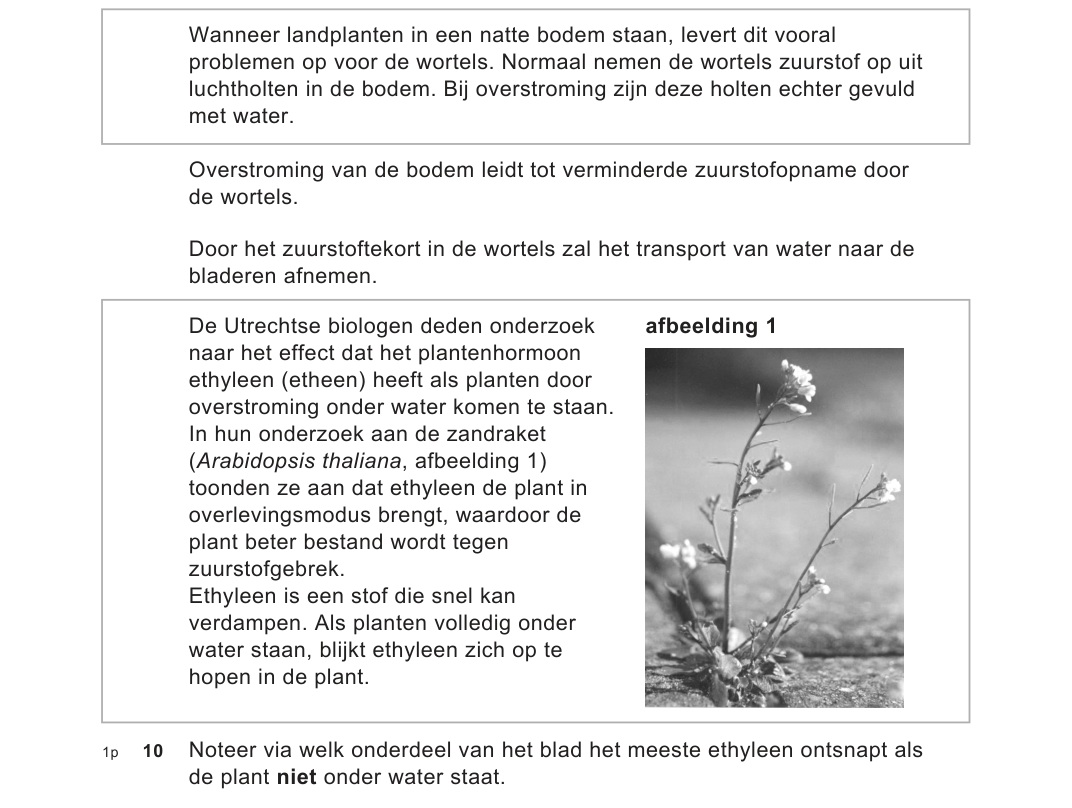 Wanneer landplanten in een natte bodem staan, levert dit vooral
problemen op voor de wortels. Normaal nemen de wortels zuurstof op uit
luchtholten in de bodem. Bij overstroming zijn deze holten echter gevuld
met water.
Overstroming van de bodem leidt tot verminderde zuurstofopname door
de wortels.
Door het zuurstoftekort in de wortels zal het transport van water naar de
bladeren afnemen.
De Utrechtse biologen deden onderzoek
naar het effect dat het plantenhormoon
ethyleen (etheen) heeft als planten door
overstroming onder water komen te staan.
In hun onderzoek aan de zandraket
(Arabidopsis thaliana, afbeelding 1)
toonden ze aan dat ethyleen de plant in
overlevingsmodus brengt, waardoor de
plant beter bestand wordt tegen
zuurstofgebrek.
Ethyleen is een stof die snel kan
verdampen. Als planten volledig onder
water staan, blijkt ethyleen zich op te
hopen in de plant.
afbeelding 1
1p 10 Noteer via welk onderdeel van het blad het meeste ethyleen ontsnapt als
de plant niet onder water staat.